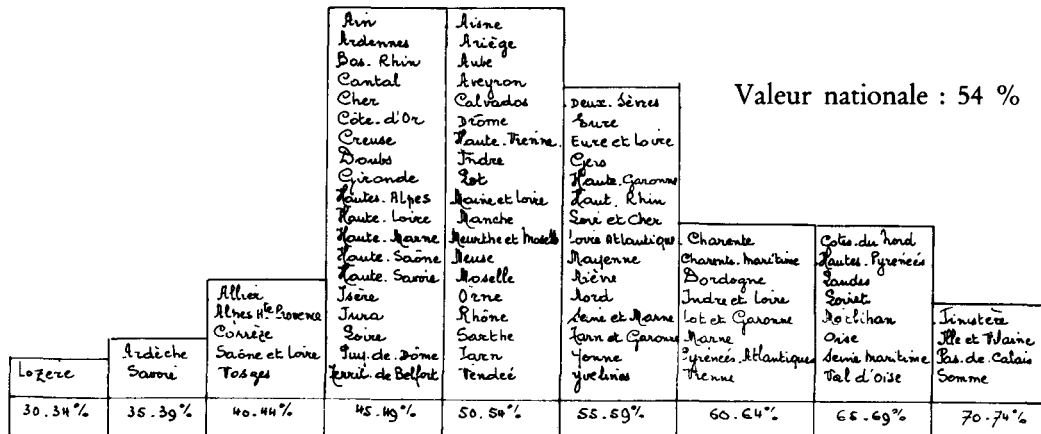 Valeur nationale : 54 %
Lozère
30.34%
Ardèche
Savoie
35.39%
Allier
Alpes Hte Provence
Corrèze
Saône et Loire
Vosges
40.44%
Ain
Ardennes
Bas. Rhin
Cantal
Cher
Côte. d'Or
Creuse
Doubs
Gironde
Hautes. Alpes
Haute. Loire
Haute. Marne
Haute. Saône
Haute. Savoie
Isère
Jura
Loire
Puy. de. Dôme
Territ. de Belfort
45.49%
Aisne
Ariège
Aube
Aveyron
Calvados
Drôme
Haute. Vienne
Indre
Lot
Maine et Loire
Manche
Meurthe et Moselle
Meuse
Moselle
Orne
Rhône
Sarthe
Tarn
Vendeé
50.54%
Deux. Sèvres
Eure
Eure et Loire
Gers
Haute. Garonne
Haut. Rhin
Loir et Cher
Loire Atlantique
Mayenne
Nièvre
Nord
Seine et Marne
Tarn et Garonne
Yonne
Yvelines
55.59%
Charente
Charente. Maritime
Dordogne
Indre et Loire
Lot et Garonne
Marne
Pyrénées. Atlantiques
Vienne
60.64%
Cotes. du Nord
Hautes. Pyrénées
Landes
Loiret
Morbihan
Oise
Seine Maritime
Val d'Oise
65.69%
Finistère
Ille et Vilaine
Pas. de. Calais
Somme
70.74%